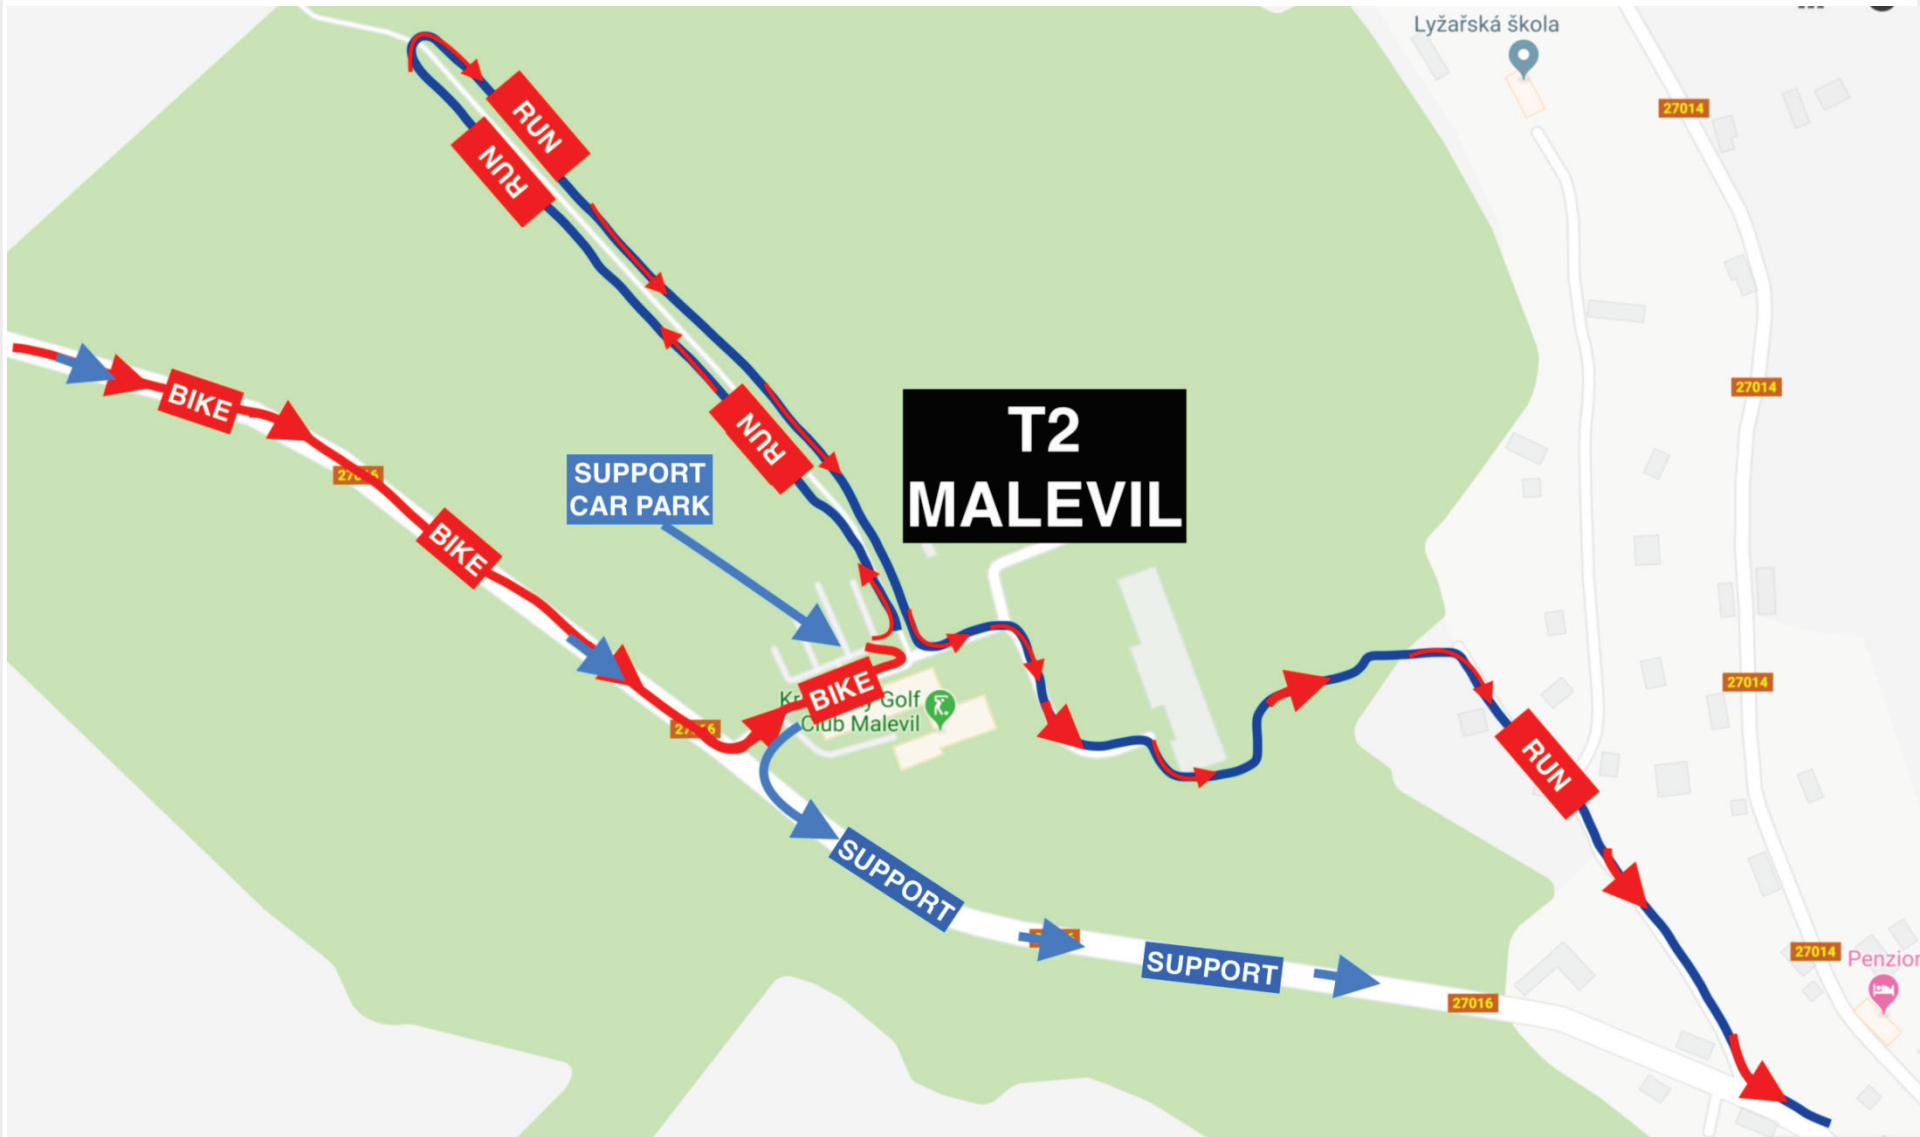 Lyžařská škola
27014
RUN
RUN
BIKE
27014
T2
MALEVIL
RUN
SUPPORT
CAR PARK
BIKE
BIKE
Golf
Club Malevil
27014
RUN
SUPPORT
27014
Penzion
SUPPORT
27016